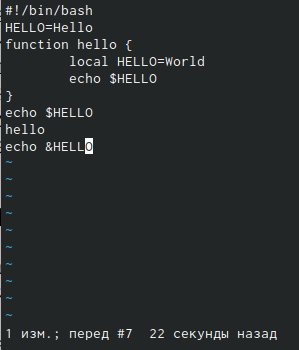 #!/bin/bash
HELLO=Hello
function hello {
        local HELLO=World
        echo $HELLO
}
echo $HELLO
hello
echo &HELLO
~
~
~
~
~
~
~
~
~
~
1 изм.; перед #7  22 секунды назад